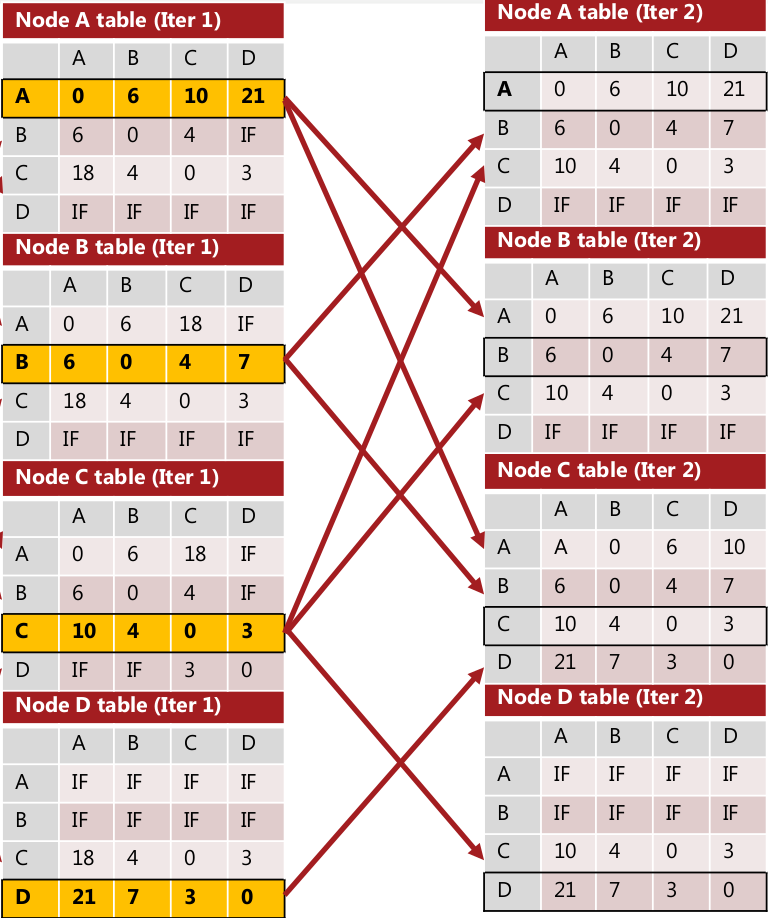 Node A table (Iter 1)
A B C D
A 0 6 10 21
B 6 0 4 IF
C 18 4 0 3
D IF IF IF IF
Node B table (Iter 1)
A B C D
A 0 6 18 IF
B 6 0 4 7
C 18 4 0 3
D IF IF IF IF
Node C table (Iter 1)
A B C D
A 0 6 18 IF
B 6 0 4 IF
C 10 4 0 3
D IF IF 3 0
Node D table (Iter 1)
A B C D
A IF IF IF IF
B IF IF IF IF
C 18 4 0 3
D 21 7 3 0
Node A table (Iter 2)
A B C D
A 0 6 10 21
B 6 0 4 7
C 10 4 0 3
D IF IF IF IF
Node B table (Iter 2)
A B C D
A 0 6 10 21
B 6 0 4 7
C 10 4 0 3
D IF IF IF IF
Node C table (Iter 2)
A B C D
A A 0 6 10
B 6 0 4 7
C 10 4 0 3
D 21 7 3 0
Node D table (Iter 2)
A B C D
A IF IF IF IF
B IF IF IF IF
C 10 4 0 3
D 21 7 3 0